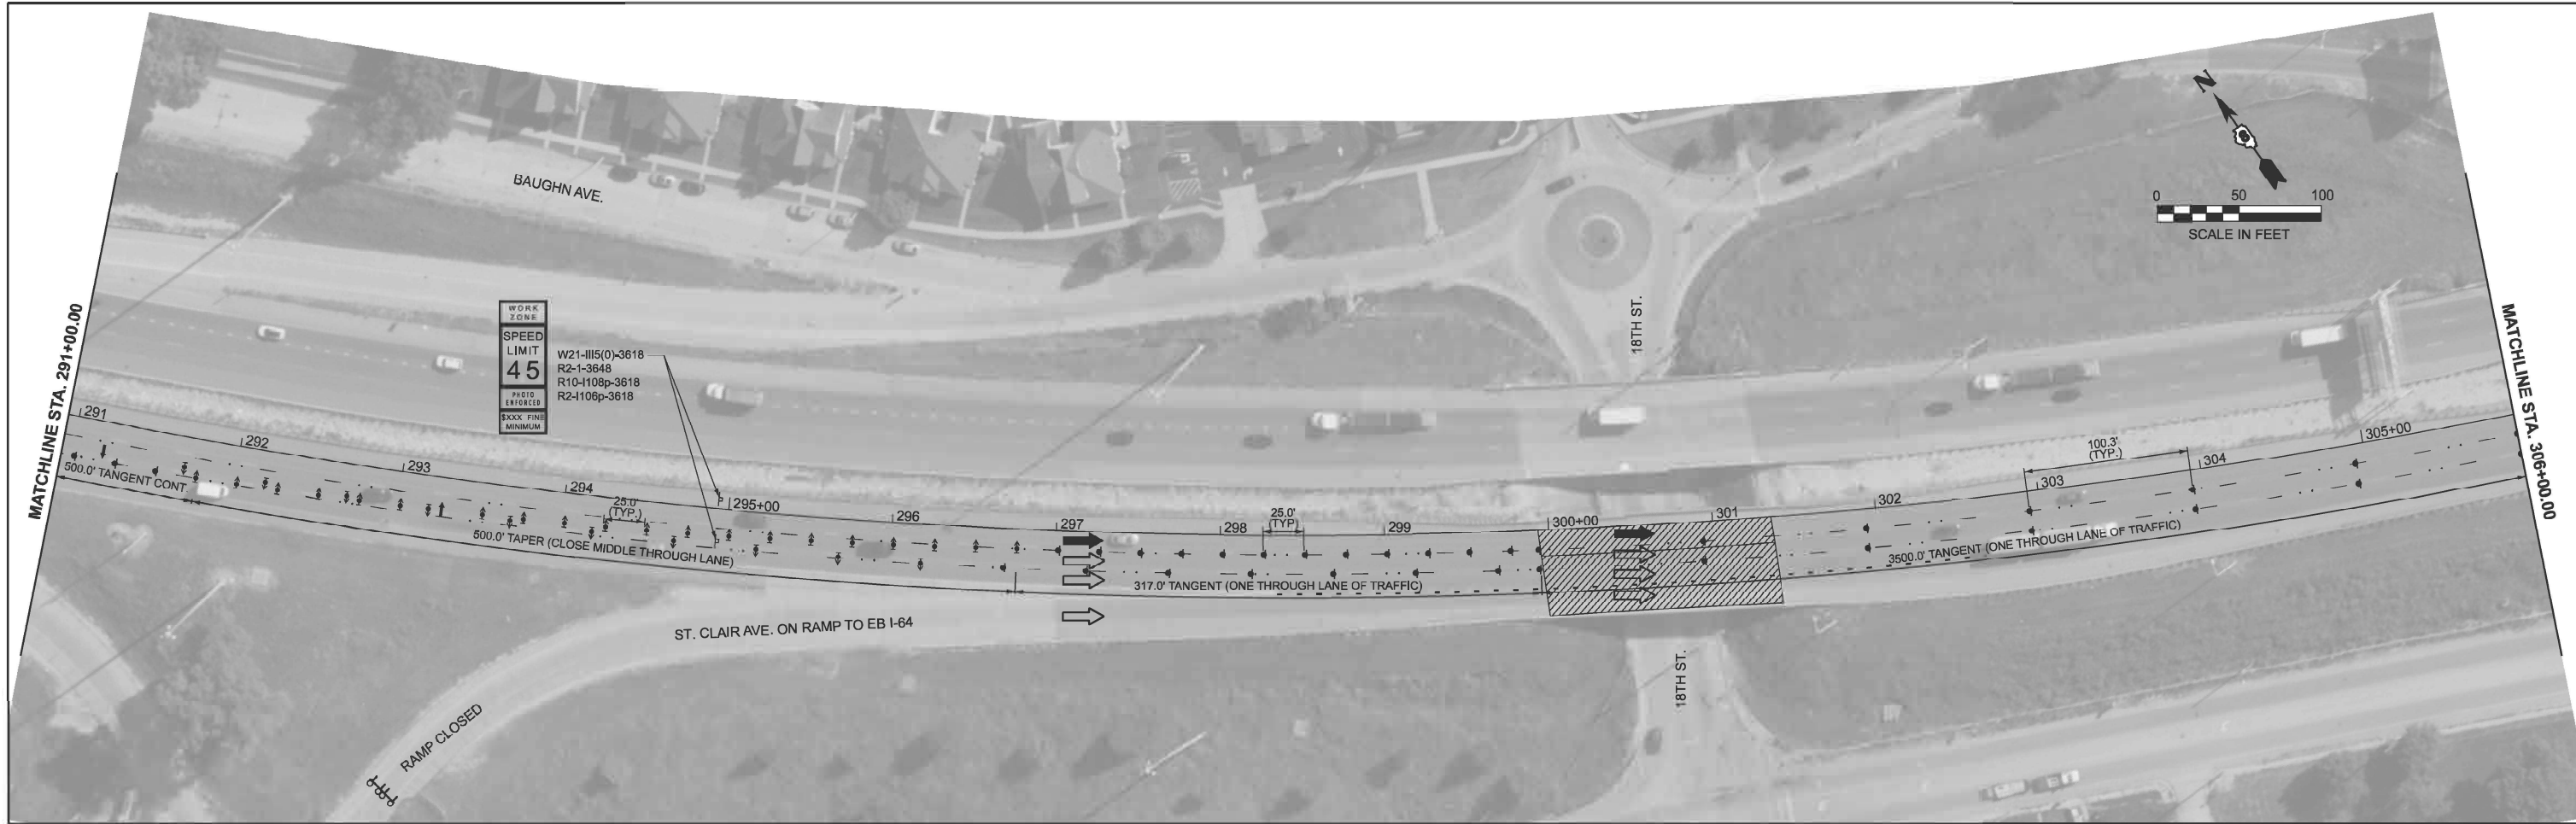 N
0 50 100
SCALE IN FEET
BAUGHN AVE.
18TH ST.
MATCHLINE STA. 291+00.00
MATCHLINE STA. 306+00.00
WORK
ZONE
SPEED
LIMIT
45
PHOTO
ENFORCED
$XXX FINE
MINIMUM
W21-III5(0)-3618
R2-1-3648
R10-I108p-3618
R2-I106p-3618
291
292
293
294
295+00
296
297
298
299
300+00
301
302
303
304
305+00
100.3'
(TYP.)
25.0'
(TYP.)
25.0'
(TYP)
500.0' TANGENT CONT.
500.0' TAPER (CLOSE MIDDLE THROUGH LANE)
317.0' TANGENT (ONE THROUGH LANE OF TRAFFIC)
3500.0' TANGENT (ONE THROUGH LANE OF TRAFFIC)
ST. CLAIR AVE. ON RAMP TO EB I-64
18TH ST.
RAMP CLOSED